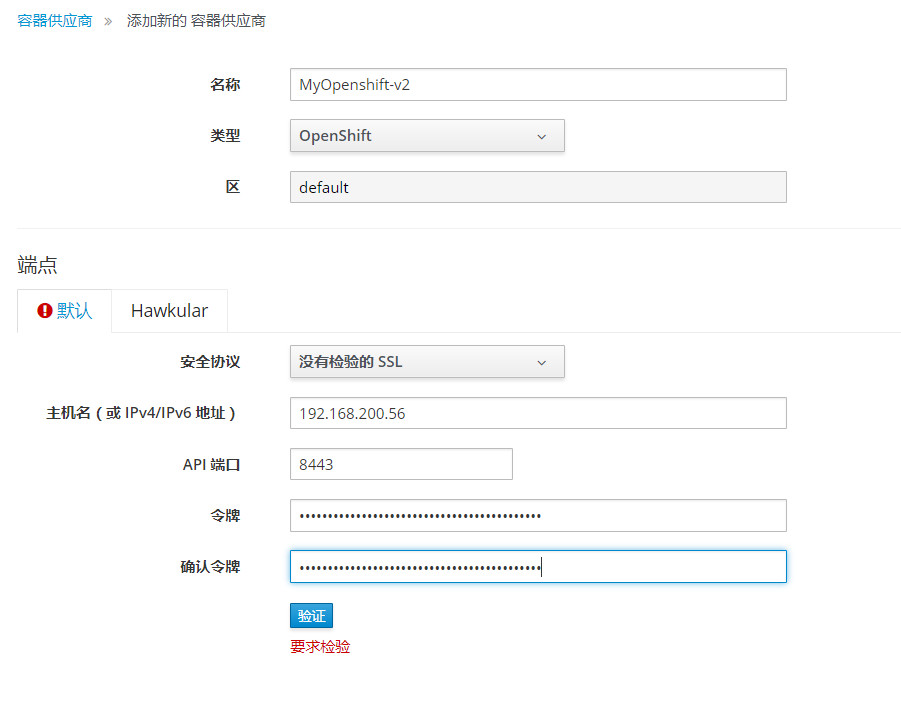 容器供应商 » 添加新的 容器供应商
名称 MyOpenshift-v2
类型 OpenShift
区 default
端点
默认 Hawkular
安全协议 没有检验的 SSL
主机名 ( 或 IPv4/IPv6 地址 ) 192.168.200.56
API 端口 8443
令牌 •••••••••••••••••••••••••••••••••••••••••••
确认令牌 •••••••••••••••••••••••••••••••••••••••••••
验证
要求检验